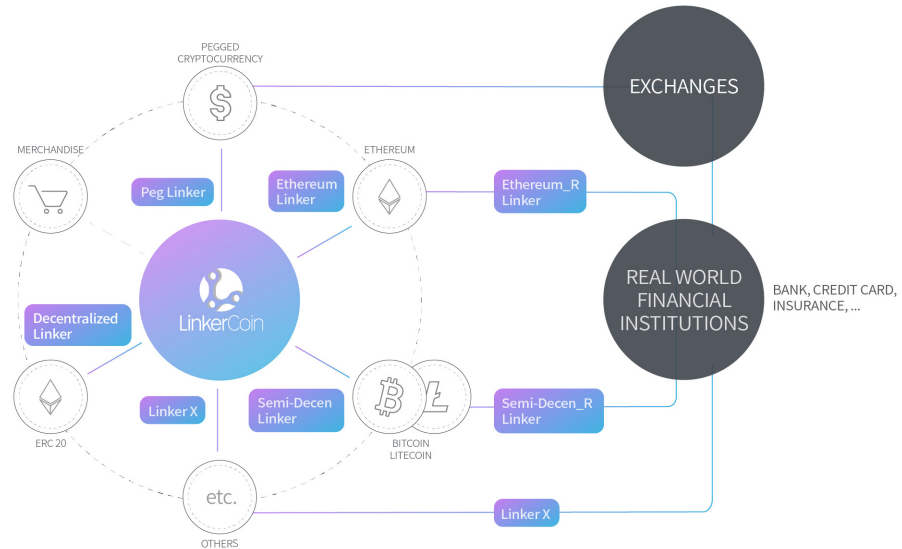 PEGGED
CRYPTOCURRENCY
EXCHANGES
MERCHANDISE
ETHEREUM
Peg Linker
Ethereum
Linker
Ethereum_R
Linker
REAL WORLD
FINANCIAL
INSTITUTIONS
BANK, CREDIT CARD,
INSURANCE, ...
LinkerCoin
Decentralized
Linker
Linker X
Semi-Decen
Linker
Semi-Decen_R
Linker
ERC 20
BITCOIN
LITECOIN
etc.
Linker X
OTHERS